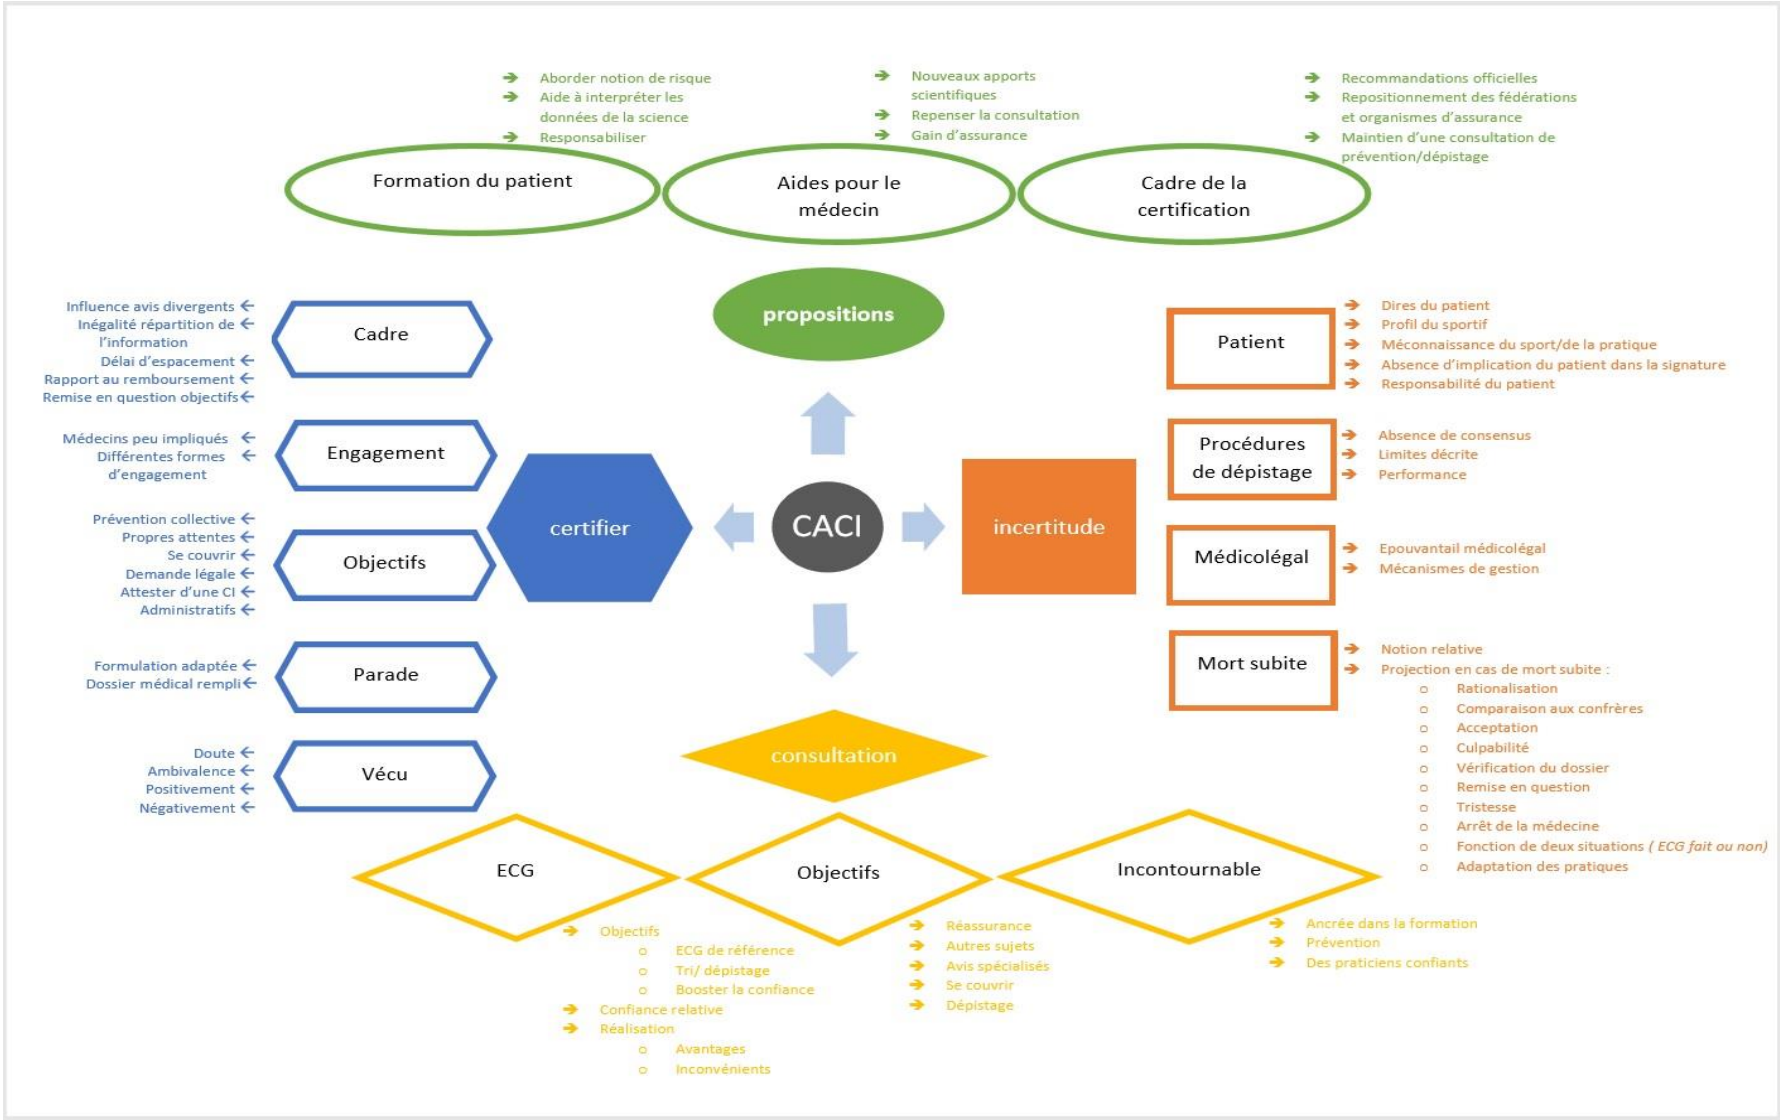 Aborder notion de risque
Aide à interpréter les
données de la science
Responsabiliser
Nouveaux apports
scientifiques
Repenser la consultation
Gain d'assurance
Recommandations officielles
Repositionnement des fédérations
et organismes d'assurance
Maintien d'une consultation de
prévention/dépistage
Formation du patient
Aides pour le
médecin
Cadre de la
certification
propositions
Influence avis divergents
Inégalité répartition de
l'information
Délai d'espacement
Rapport au remboursement
Remise en question objectifs
Cadre
Médecins peu impliqués
Différentes formes
d'engagement
Engagement
Prévention collective
Propres attentes
Se couvrir
Demande légale
Attester d'une CI
Administratifs
Objectifs
Formulation adaptée
Dossier médical rempli
Parade
Doute
Ambivalence
Positivement
Négativement
Vécu
certifier
CACI
incertitude
Patient
Dires du patient
Profil du sportif
Méconnaissance du sport/de la pratique
Absence d'implication du patient dans la signature
Responsabilité du patient
Procédures
de dépistage
Absence de consensus
Limites décrite
Performance
Médicolégal
Epouvantail médicolégal
Mécanismes de gestion
Mort subite
Notion relative
Projection en cas de mort subite :
o Rationalisation
o Comparaison aux confrères
o Acceptation
o Culpabilité
o Vérification du dossier
o Remise en question
o Tristesse
o Arrêt de la médecine
o Fonction de deux situations ( ECG fait ou non)
o Adaptation des pratiques
consultation
ECG
Objectifs
Incontournable
Objectifs
o ECG de référence
o Tri/ dépistage
o Booster la confiance
Confiance relative
Réalisation
o Avantages
o Inconvénients
Réassurance
Autres sujets
Avis spécialisés
Se couvrir
Dépistage
Ancrée dans la formation
Prévention
Des praticiens confiants